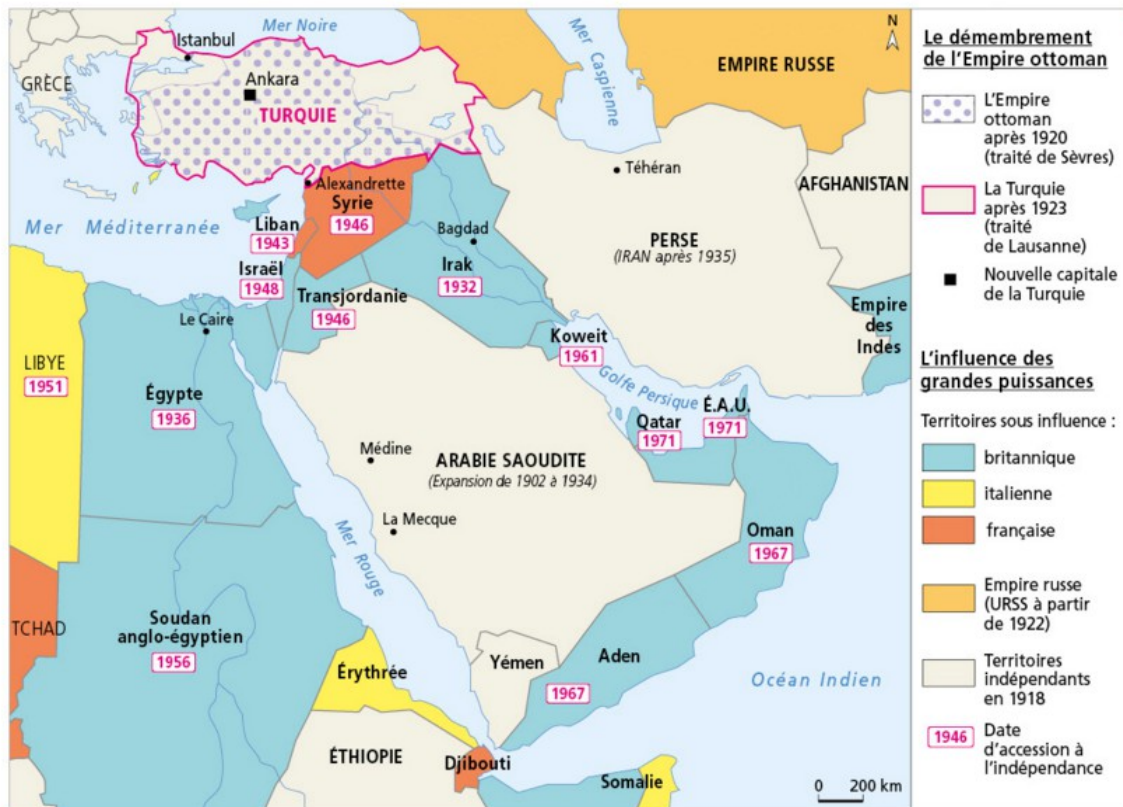 Mer Noire
Istanbul
GRÈCE
Ankara
TURQUIE
Mer Caspienne
EMPIRE RUSSE
N
Téhéran
AFGHANISTAN
Alexandrette
Syrie
1946
Mer Méditerranée
Liban
1943
Bagdad
PERSE
(IRAN après 1935)
Israël
1948
Irak
1932
Transjordanie
1946
Empire
des
Indes
Le Caire
Koweit
1961
LIBYE
1951
Égypte
1936
Golfe Persique
É.A.U.
1971
Qatar
1971
Médine
ARABIE SAOUDITE
(Expansion de 1902 à 1934)
La Mecque
Mer Rouge
Oman
1967
TCHAD
Soudan
anglo-égyptien
1956
Érythrée
Yémen
Aden
1967
Océan Indien
ÉTHIOPIE
Djibouti
Somalie
0 200 km
Le démembrement
de l'Empire ottoman
L'Empire
ottoman
après 1920
(traité de Sèvres)
La Turquie
après 1923
(traité
de Lausanne)
Nouvelle capitale
de la Turquie
L'influence des
grandes puissances
Territoires sous influence :
britannique
italienne
française
Empire russe
(URSS à partir
de 1922)
Territoires
indépendants
en 1918
1946
Date
d'accession à
l'indépendance